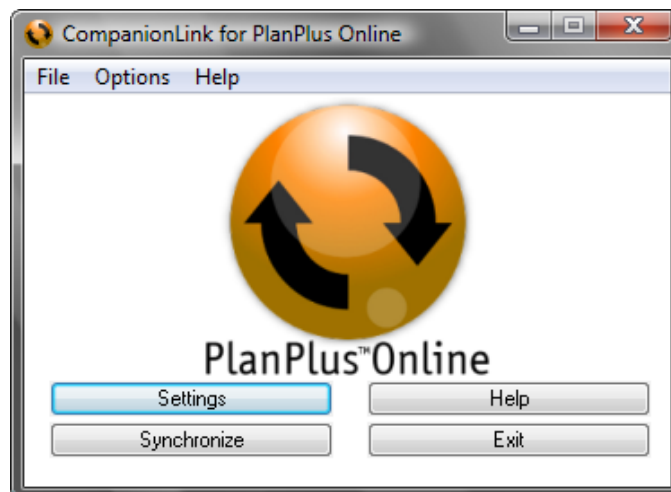 CompanionLink for PlanPlus Online
File Options Help
PlanPlus™Online
Settings Help
Synchronize Exit